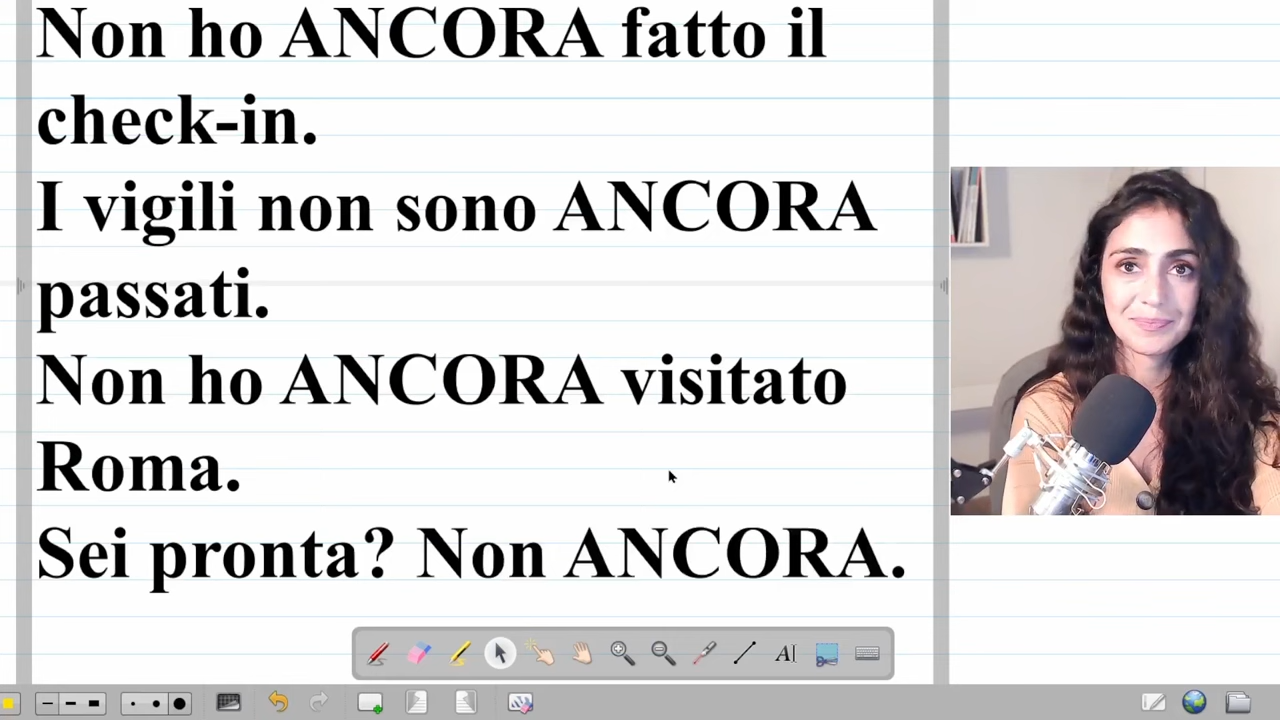 Non ho ANCORA fatto il
check-in.
I vigili non sono ANCORA
passati.
Non ho ANCORA visitato
Roma.
Sei pronta? Non ANCORA.
AI